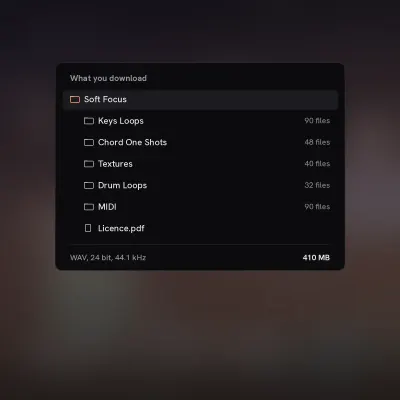 What you download
Soft Focus
Keys Loops 90 files
Chord One Shots 48 files
Textures 40 files
Drum Loops 32 files
MIDI 90 files
Licence.pdf
WAV, 24 bit, 44.1 kHz 410 MB